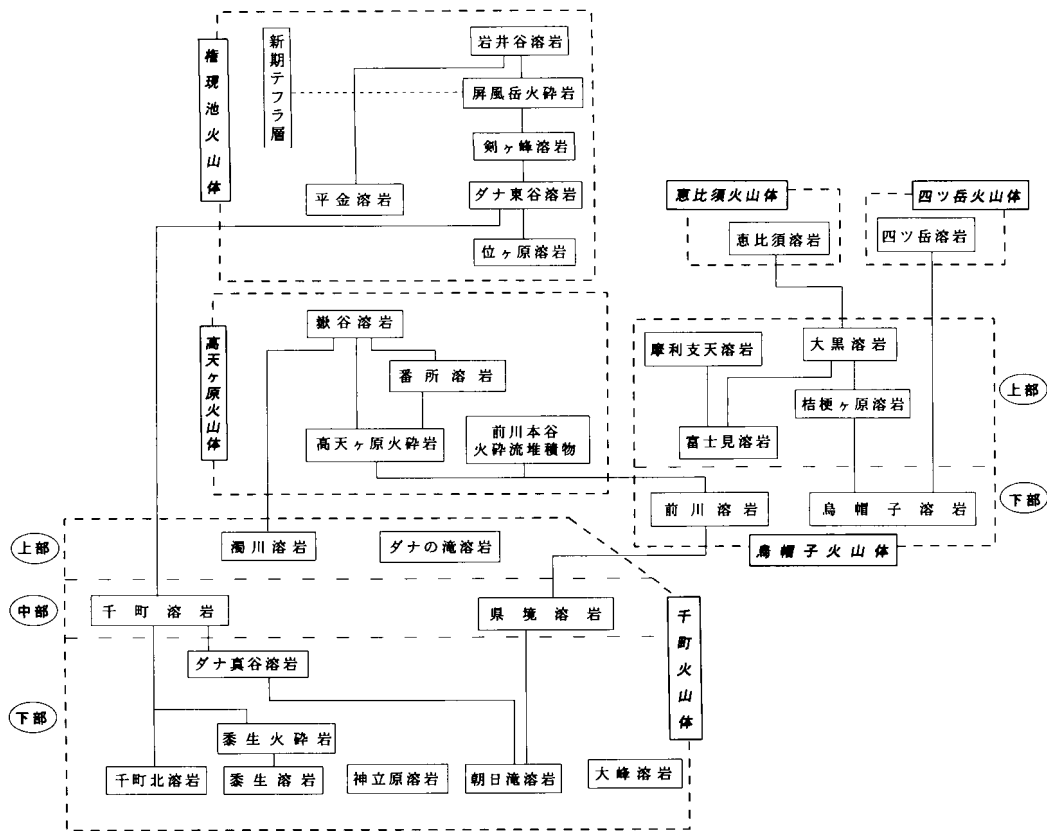 権現池火山体
新期テフラ層
岩井谷溶岩
屏風岳火砕岩
剣ヶ峰溶岩
平金溶岩
ダナ東谷溶岩
位ヶ原溶岩
恵比須火山体
恵比須溶岩
四ツ岳火山体
四ツ岳溶岩
高天ヶ原火山体
嶽谷溶岩
番所溶岩
高天ヶ原火砕岩
前川本谷
火砕流堆積物
摩利支天溶岩
大黒溶岩
桔梗ヶ原溶岩
富士見溶岩
上部
前川溶岩
烏帽子溶岩
下部
烏帽子火山体
上部
濁川溶岩
ダナの滝溶岩
中部
千町溶岩
県境溶岩
千町火山体
下部
ダナ真谷溶岩
黍生火砕岩
千町北溶岩
黍生溶岩
神立原溶岩
朝日滝溶岩
大峰溶岩